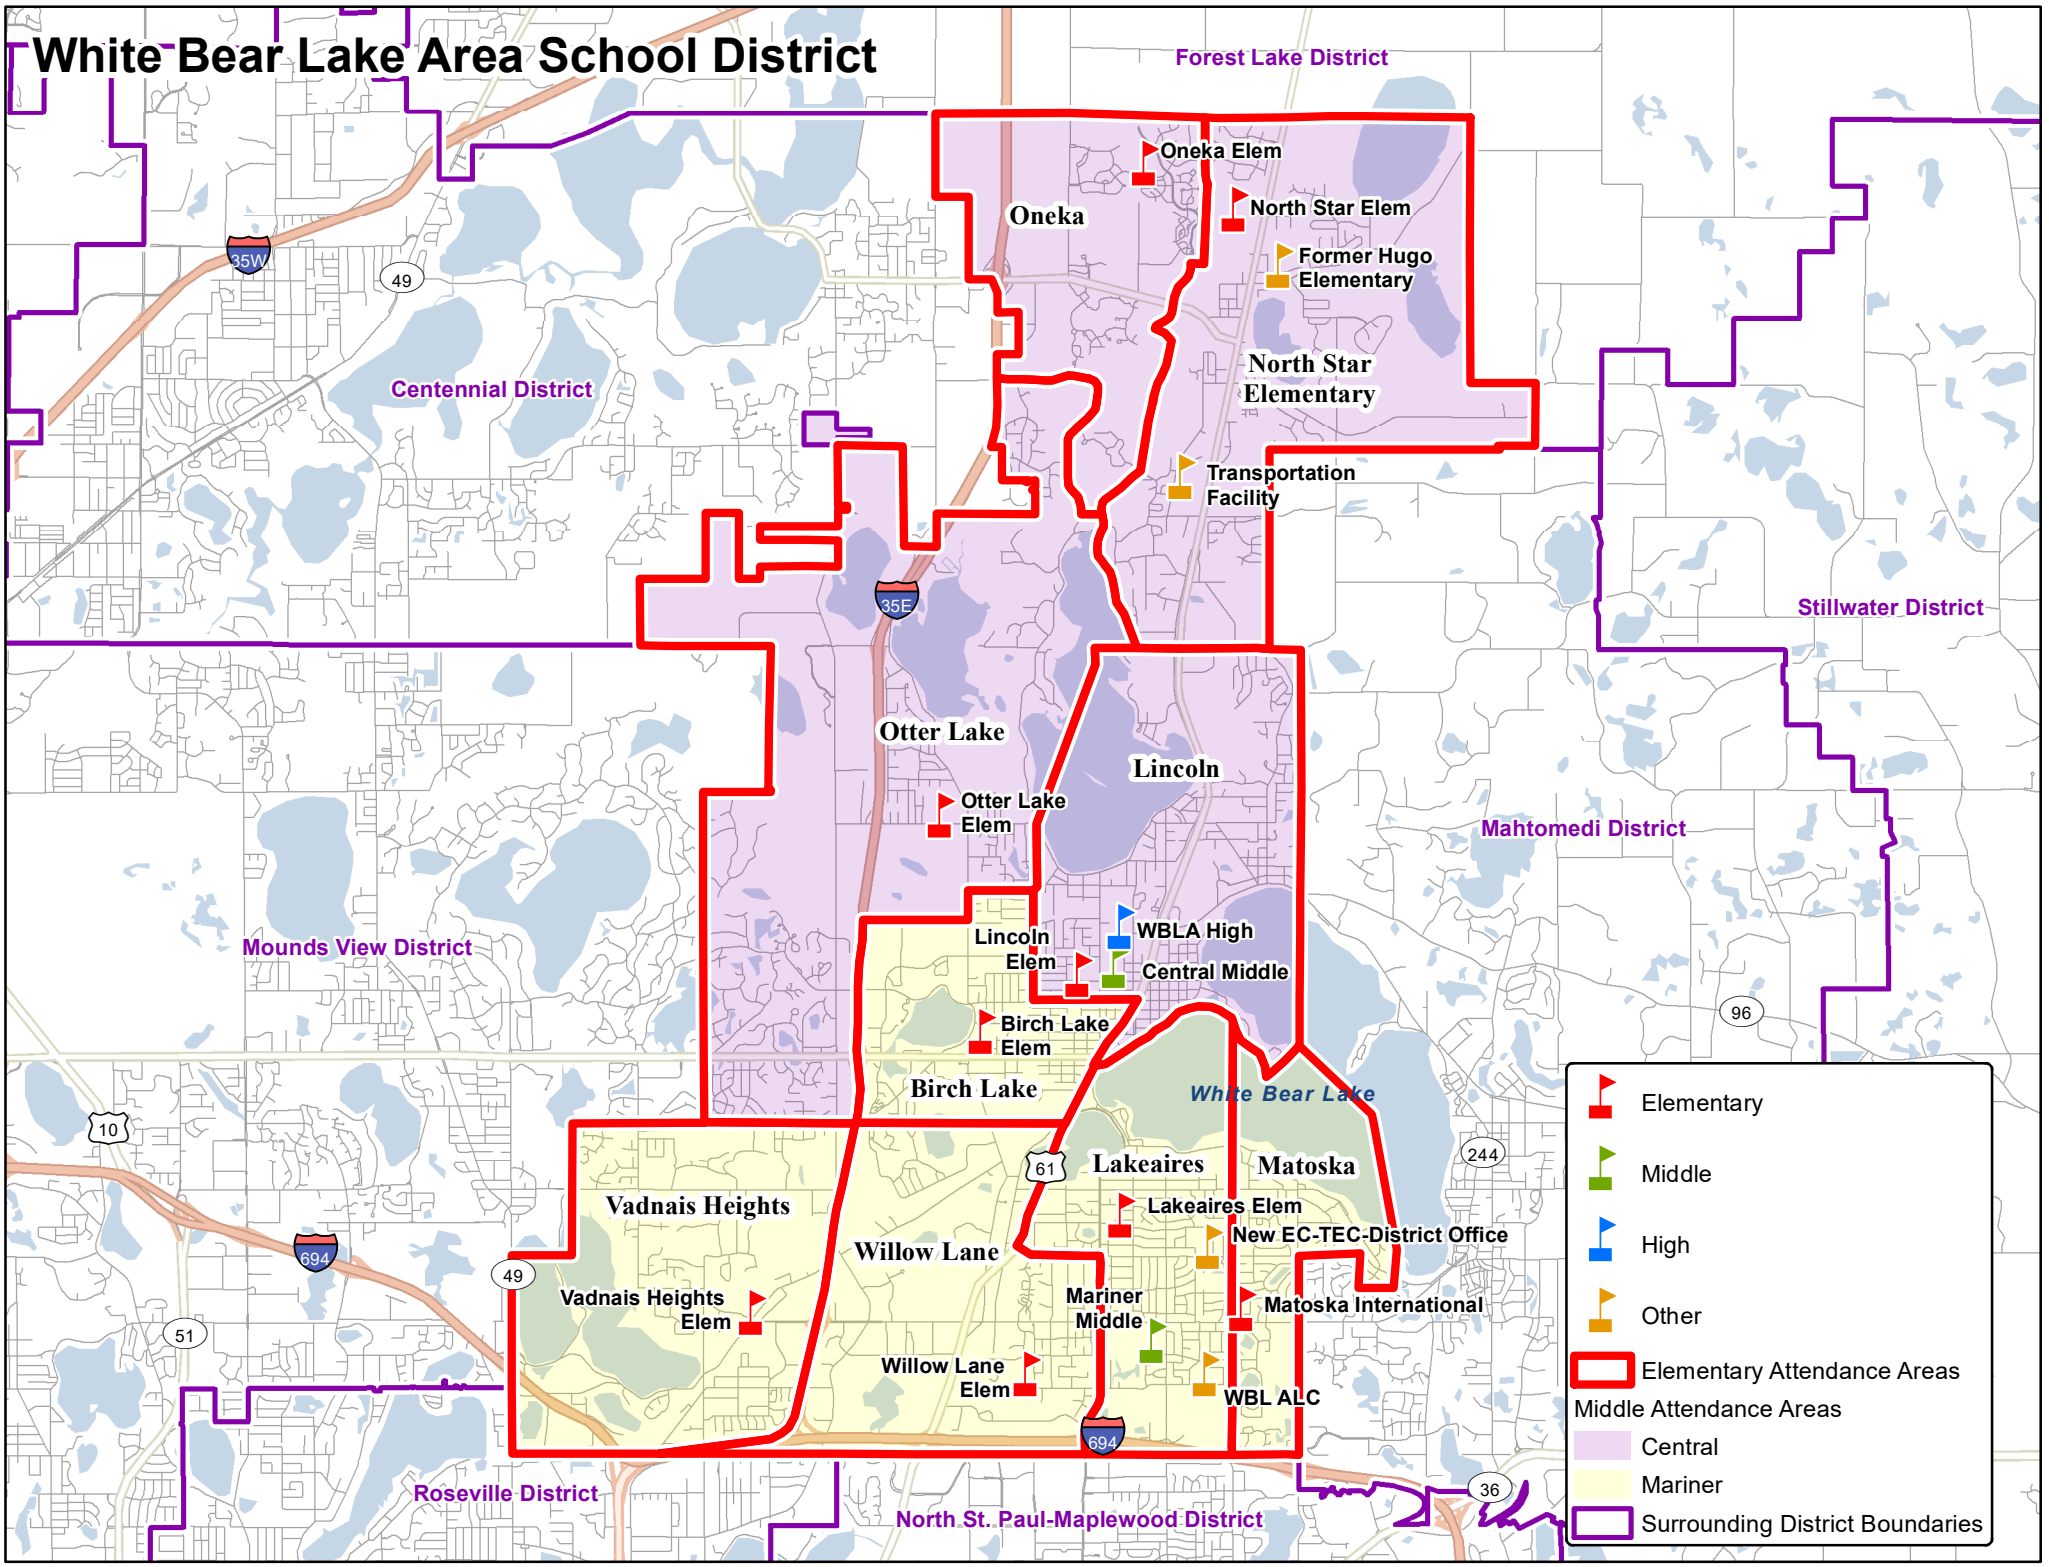 White Bear Lake Area School District
Forest Lake District
Oneka Elem
Oneka
North Star Elem
Former Hugo
Elementary
35W
49
Centennial District
North Star
Elementary
Transportation
Facility
35E
Stillwater District
Otter Lake
Lincoln
Otter Lake
Elem
Mahtomedi District
Mounds View District
Lincoln
Elem
WBLA High
Central Middle
96
Birch Lake
Elem
Birch Lake
White Bear Lake
10
61
Lakeaires
Matoska
244
Vadnais Heights
Lakeaires Elem
New EC-TEC-District Office
Willow Lane
694
49
Vadnais Heights
Elem
Mariner
Middle
Matoska International
51
Willow Lane
Elem
WBL ALC
694
Roseville District
North St. Paul-Maplewood District
36
Elementary
Middle
High
Other
Elementary Attendance Areas
Middle Attendance Areas
Central
Mariner
Surrounding District Boundaries